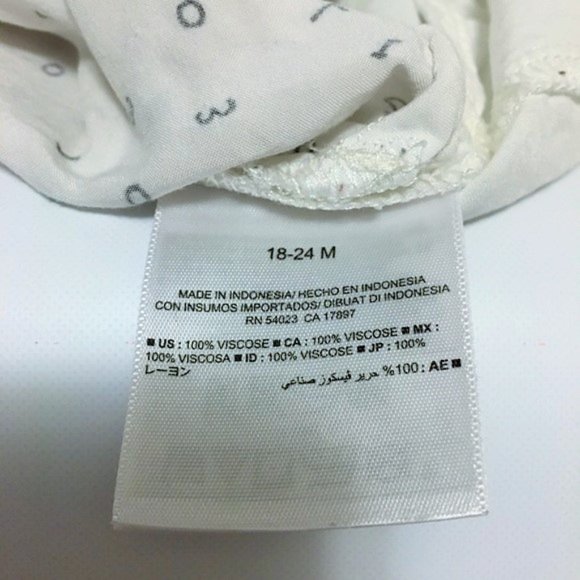 18-24 M
MADE IN INDONESIA/ HECHO EN INDONESIA
CON INSUMOS IMPORTADOS/ DIBUAT DI INDONESIA
RN 54023 CA 17897
■ US : 100% VISCOSE ■ CA : 100% VISCOSE ■ MX :
100% VISCOSA ■ ID : 100% VISCOSE ■ JP : 100%
レーヨン
■ AE : 100% حرير ڤيسكوز صناعي